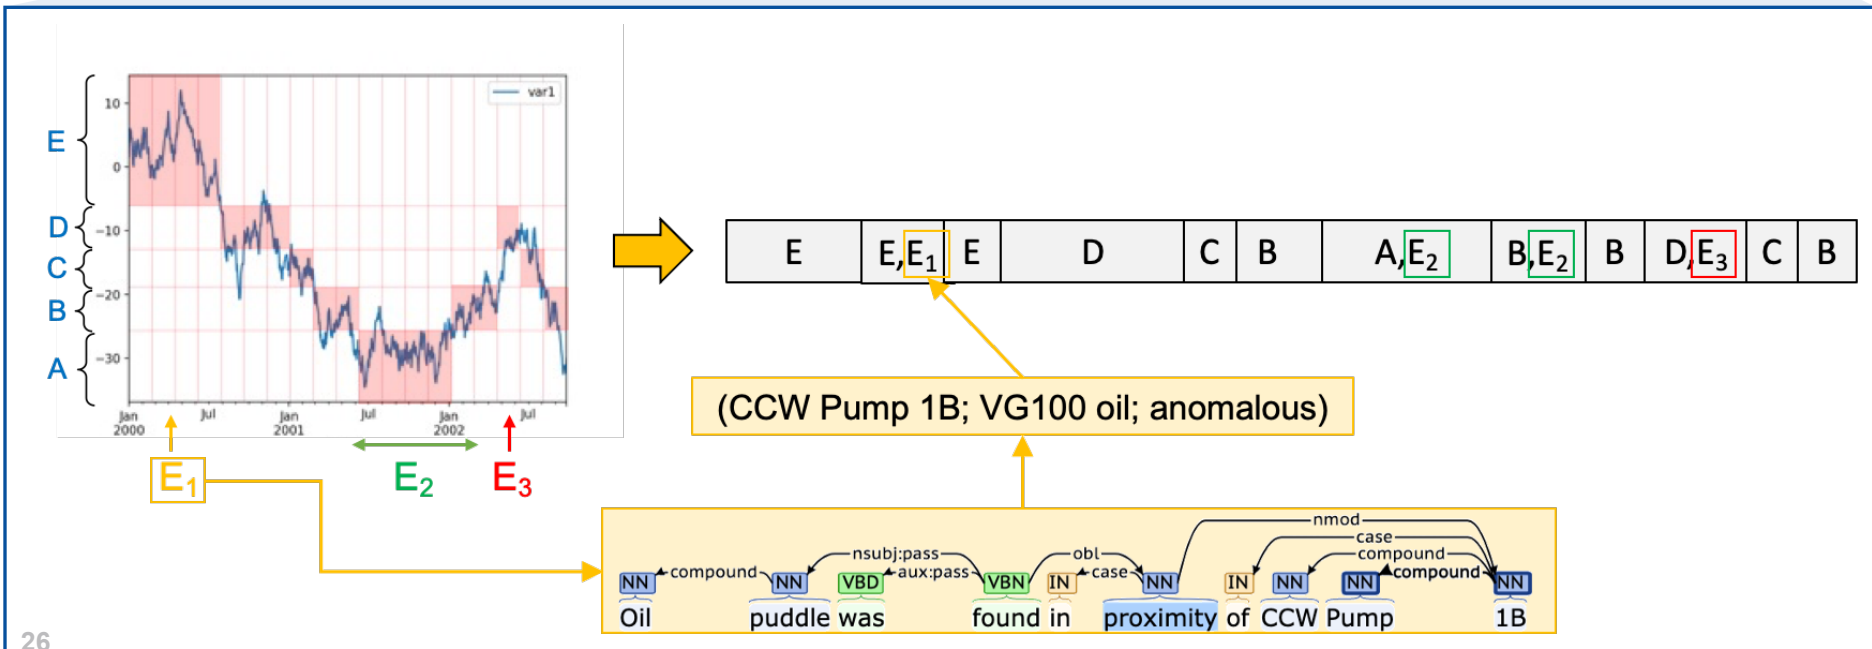 var1
10
0
−10
−20
−30
E
D
C
B
A
Jan
2000
Jul
Jan
2001
Jul
Jan
2002
Jul
E1
E2
E3
E E,E1 E D C B A,E2 B,E2 B D,E3 C B
(CCW Pump 1B; VG100 oil; anomalous)
nmod
case
nsubj:pass obl compound
compound aux:pass case compound
NN NN VBD VBN IN NN IN NN NN NN
Oil puddle was found in proximity of CCW Pump 1B
26